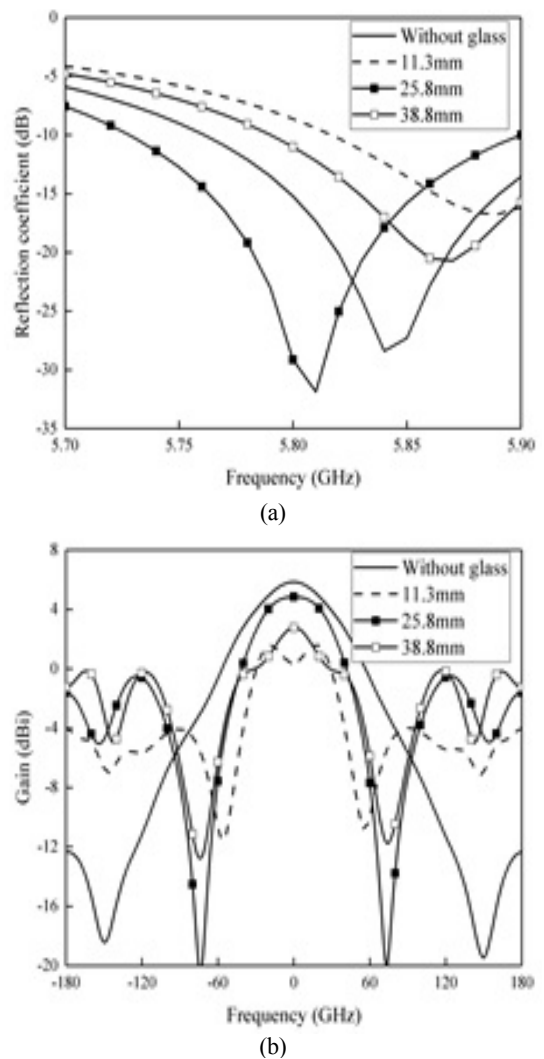 0
-5
-10
-15
-20
-25
-30
-35
Reflection coefficient (dB)
Without glass
11.3mm
25.8mm
38.8mm
5.70
5.75
5.80
5.85
5.90
Frequency (GHz)
(a)
8
4
0
-4
-8
-12
-16
-20
Gain (dBi)
Without glass
11.3mm
25.8mm
38.8mm
-180
-120
-60
0
60
120
180
Frequency (GHz)
(b)